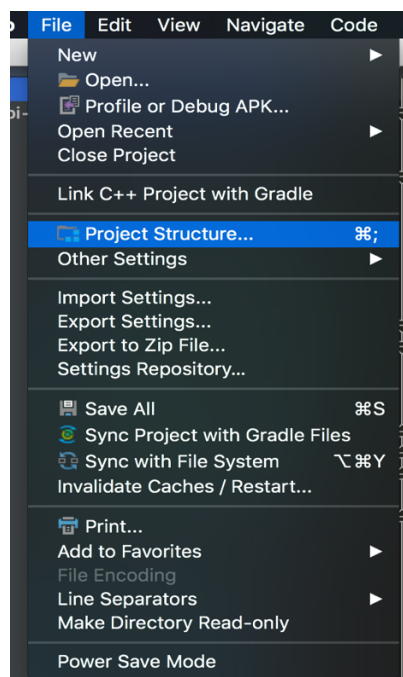 File Edit View Navigate Code
New
Open...
Profile or Debug APK...
Open Recent
Close Project
Link C++ Project with Gradle
Project Structure... ⌘;
Other Settings
Import Settings...
Export Settings...
Export to Zip File...
Settings Repository...
Save All ⌘S
Sync Project with Gradle Files
Sync with File System ⌥⌘Y
Invalidate Caches / Restart...
Print...
Add to Favorites
File Encoding
Line Separators
Make Directory Read-only
Power Save Mode